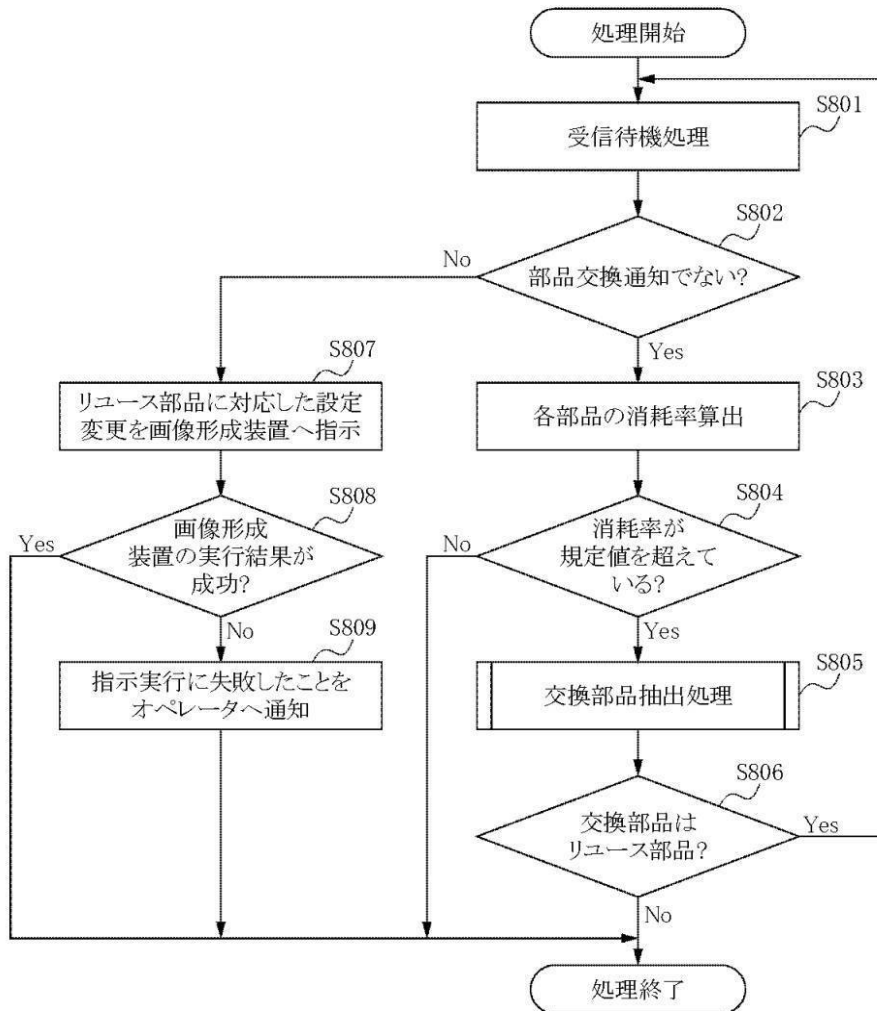 処理開始
S801
受信待機処理
S802
部品交換通知でない?
No
Yes
S807
リユース部品に対応した設定
変更を画像形成装置へ指示
S803
各部品の消耗率算出
S808
画像形成
装置の実行結果が
成功?
Yes
No
S804
消耗率が
規定値を超えて
いる?
No
Yes
S809
指示実行に失敗したことを
オペレータへ通知
S805
交換部品抽出処理
S806
交換部品は
リユース部品?
Yes
No
処理終了